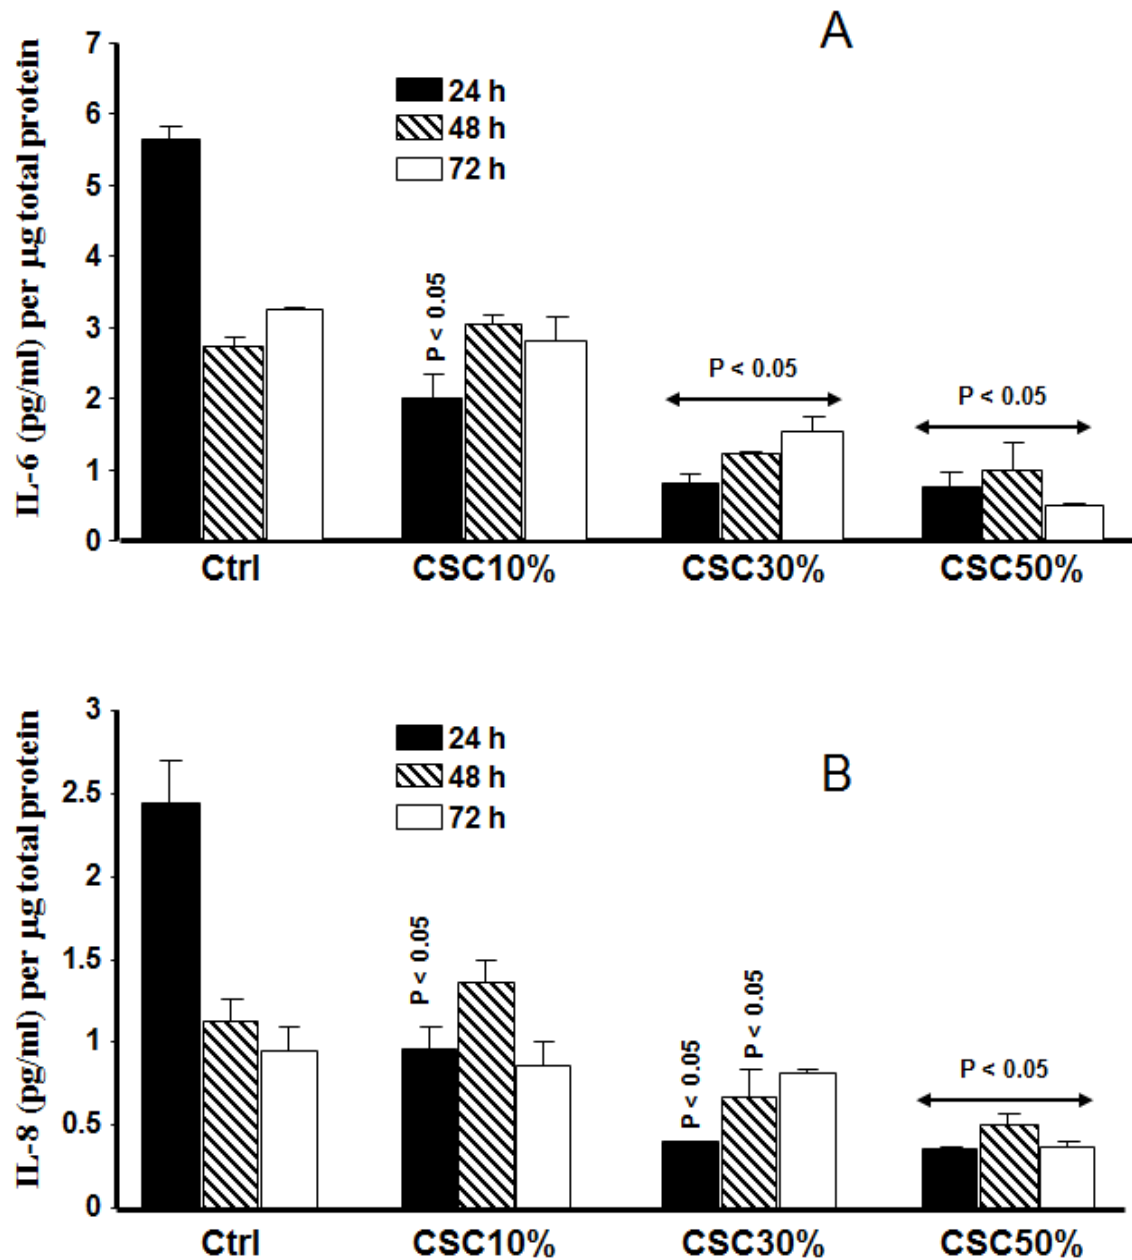 A
7
6
5
4
3
2
1
0
IL-6 (pg/ml) per µg total protein
24 h
48 h
72 h
P < 0.05
P < 0.05
P < 0.05
Ctrl
CSC10%
CSC30%
CSC50%
B
3
2.5
2
1.5
1
0.5
0
IL-8 (pg/ml) per µg total protein
24 h
48 h
72 h
P < 0.05
P < 0.05
P < 0.05
P < 0.05
Ctrl
CSC10%
CSC30%
CSC50%